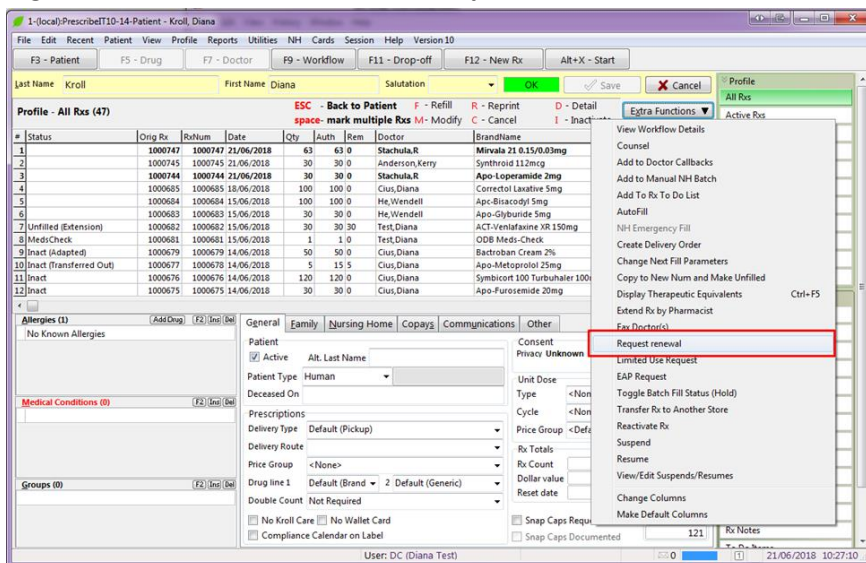 1-(local):PrescribeIT10-14-Patient - Kroll, Diana
File Edit Recent Patient View Profile Reports Utilities NH Cards Session Help Version 10
F3 - Patient F5 - Drug F7 - Doctor F9 - Workflow F11 - Drop-off F12 - New Rx Alt+X - Start
Last Name Kroll First Name Diana Salutation OK Save Cancel
Profile
All Rxs
Active Rxs
Profile - All Rxs (47)
ESC - Back to Patient F - Refill R - Reprint D - Detail
space- mark multiple Rxs M- Modify C - Cancel I - Inactivate
Extra Functions
# Status Orig Rx RxNum Date Qty Auth Rem Doctor BrandName
1 1000747 1000747 21/06/2018 63 63 0 Stachula,R Mirvala 21 0.15/0.03mg
2 1000745 1000745 21/06/2018 30 30 0 Anderson,Kerry Synthroid 112mcg
3 1000744 1000744 21/06/2018 30 30 0 Stachula,R Apo-Loperamide 2mg
4 1000685 1000685 18/06/2018 100 100 0 Cius,Diana Correctol Laxative 5mg
5 1000684 1000684 15/06/2018 100 100 0 He,Wendell Apc-Bisacodyl 5mg
6 1000683 1000683 15/06/2018 30 30 0 He,Wendell Apo-Glyburide 5mg
7 Unfilled (Extension) 1000682 1000682 15/06/2018 30 30 30 Test,Diana ACT-Venlafaxine XR 150mg
8 MedsCheck 1000681 1000681 15/06/2018 1 1 0 Test,Diana ODB Meds-Check
9 Inact (Adapted) 1000679 1000679 14/06/2018 50 50 0 Cius,Diana Bactroban Cream 2%
10 Inact (Transferred Out) 1000677 1000678 14/06/2018 5 15 5 Cius,Diana Apo-Metoprolol 25mg
11 Inact 1000676 1000676 14/06/2018 120 120 0 Cius,Diana Symbicort 100 Turbuhaler 100
12 Inact 1000675 1000675 14/06/2018 30 30 0 Cius,Diana Apo-Furosemide 20mg
View Workflow Details
Counsel
Add to Doctor Callbacks
Add to Manual NH Batch
Add To Rx To Do List
AutoFill
NH Emergency Fill
Create Delivery Order
Change Next Fill Parameters
Copy to New Num and Make Unfilled
Display Therapeutic Equivalents Ctrl+F5
Extend Rx by Pharmacist
Fax Doctor(s)
Request renewal
Limited Use Request
EAP Request
Toggle Batch Fill Status (Hold)
Transfer Rx to Another Store
Reactivate Rx
Suspend
Resume
View/Edit Suspends/Resumes
Change Columns
Make Default Columns
Allergies (1) Add Drug F2 Ins Del
No Known Allergies
Medical Conditions (0) F2 Ins Del
Groups (0) F2 Ins Del
General Family Nursing Home Copays Communications Other
Patient
Active Alt. Last Name
Patient Type Human
Deceased On
Prescriptions
Delivery Type Default (Pickup)
Delivery Route
Price Group <None>
Drug line 1 Default (Brand 2 Default (Generic)
Double Count Not Required
No Kroll Care No Wallet Card
Compliance Calendar on Label
Consent
Privacy Unknown
Unit Dose
Type <Non
Cycle <Non
Price Group <Defa
Rx Totals
Rx Count
Dollar value
Reset date
Snap Caps Reque
Snap Caps Documented
121
Rx Notes
User: DC (Diana Test) 0 1 21/06/2018 10:27:10